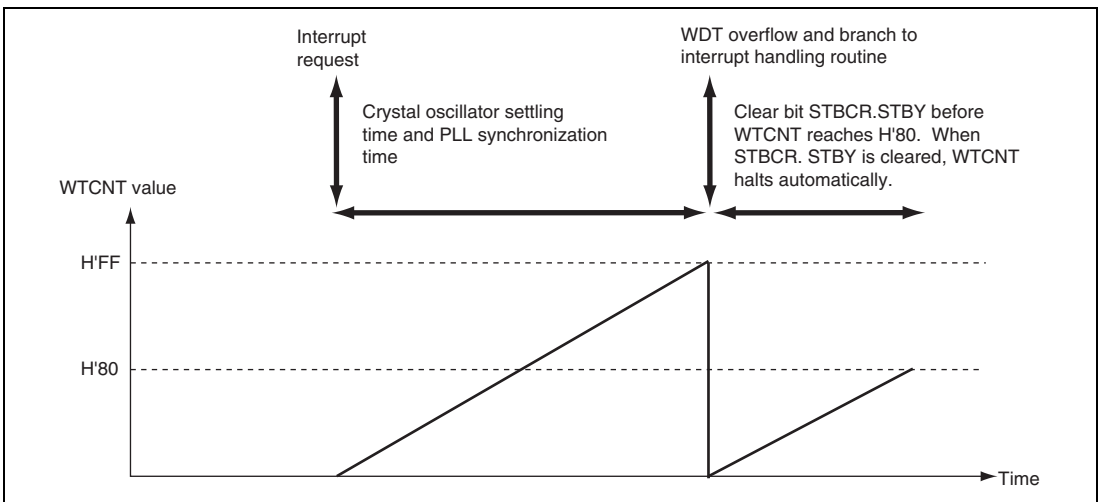 Interrupt
request
WDT overflow and branch to
interrupt handling routine
Crystal oscillator settling
time and PLL synchronization
time
Clear bit STBCR.STBY before
WTCNT reaches H'80.  When
STBCR. STBY is cleared, WTCNT
halts automatically.
WTCNT value
H'FF
H'80
Time